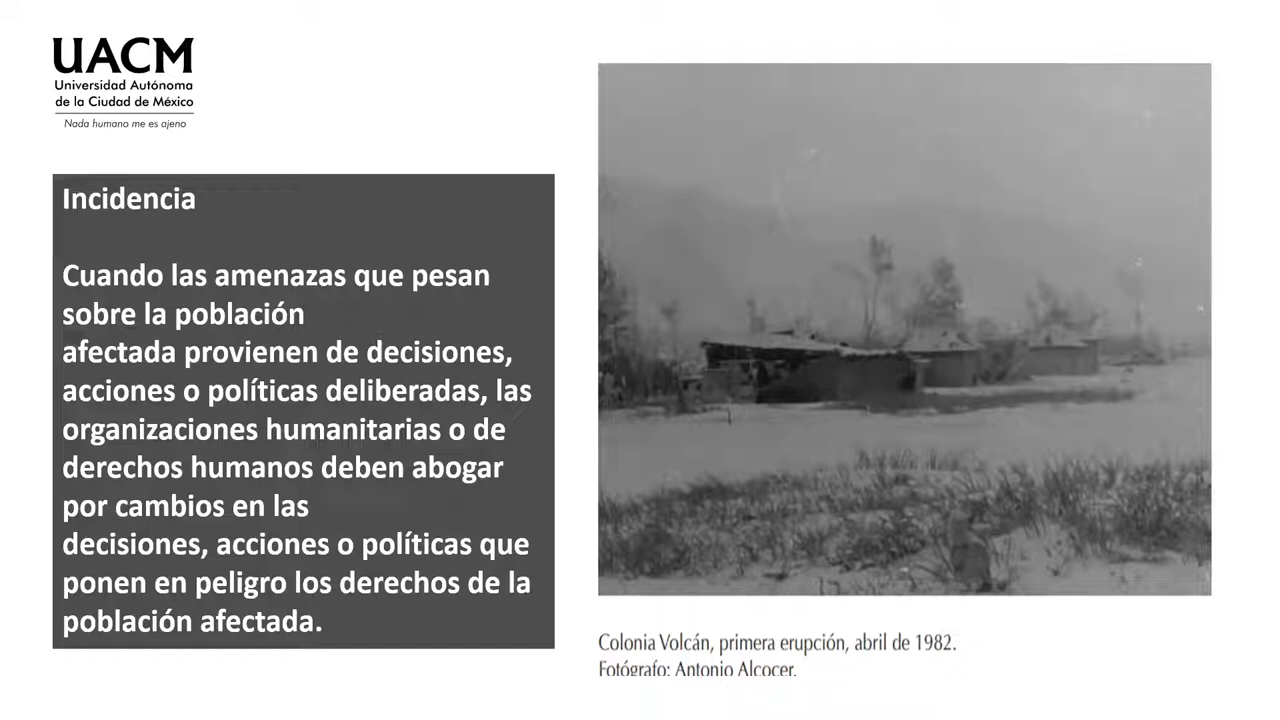 UACM
Universidad Autónoma
de la Ciudad de México
Nada humano me es ajeno
Incidencia
Cuando las amenazas que pesan
sobre la población
afectada provienen de decisiones,
acciones o políticas deliberadas, las
organizaciones humanitarias o de
derechos humanos deben abogar
por cambios en las
decisiones, acciones o políticas que
ponen en peligro los derechos de la
población afectada.
Colonia Volcán, primera erupción, abril de 1982.
Fotógrafo: Antonio Alcocer.